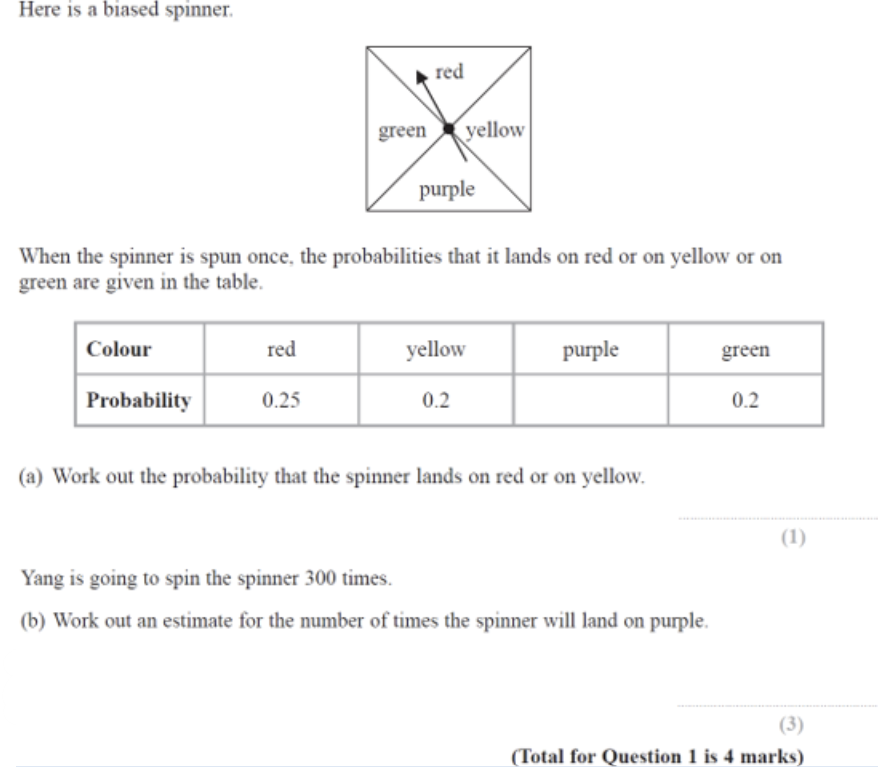 Here is a biased spinner.
red
green yellow
purple
When the spinner is spun once, the probabilities that it lands on red or on yellow or on
green are given in the table.
Colour red yellow purple green
Probability 0.25 0.2 0.2
(a) Work out the probability that the spinner lands on red or on yellow.
(1)
Yang is going to spin the spinner 300 times.
(b) Work out an estimate for the number of times the spinner will land on purple.
(3)
(Total for Question 1 is 4 marks)